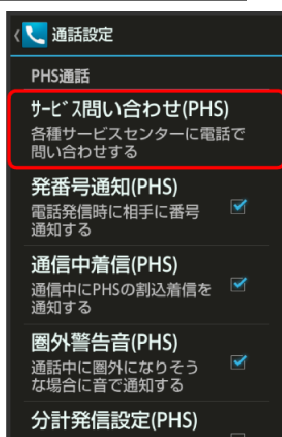 通話設定
PHS通話
ｻｰﾋﾞｽ問い合わせ(PHS)
各種サービスセンターに電話で
問い合わせする
発番号通知(PHS)
電話発信時に相手に番号
通知する
通信中着信(PHS)
通信中にPHSの割込着信を
通知する
圏外警告音(PHS)
通話中に圏外になりそう
な場合に音で通知する
分計発信設定(PHS)